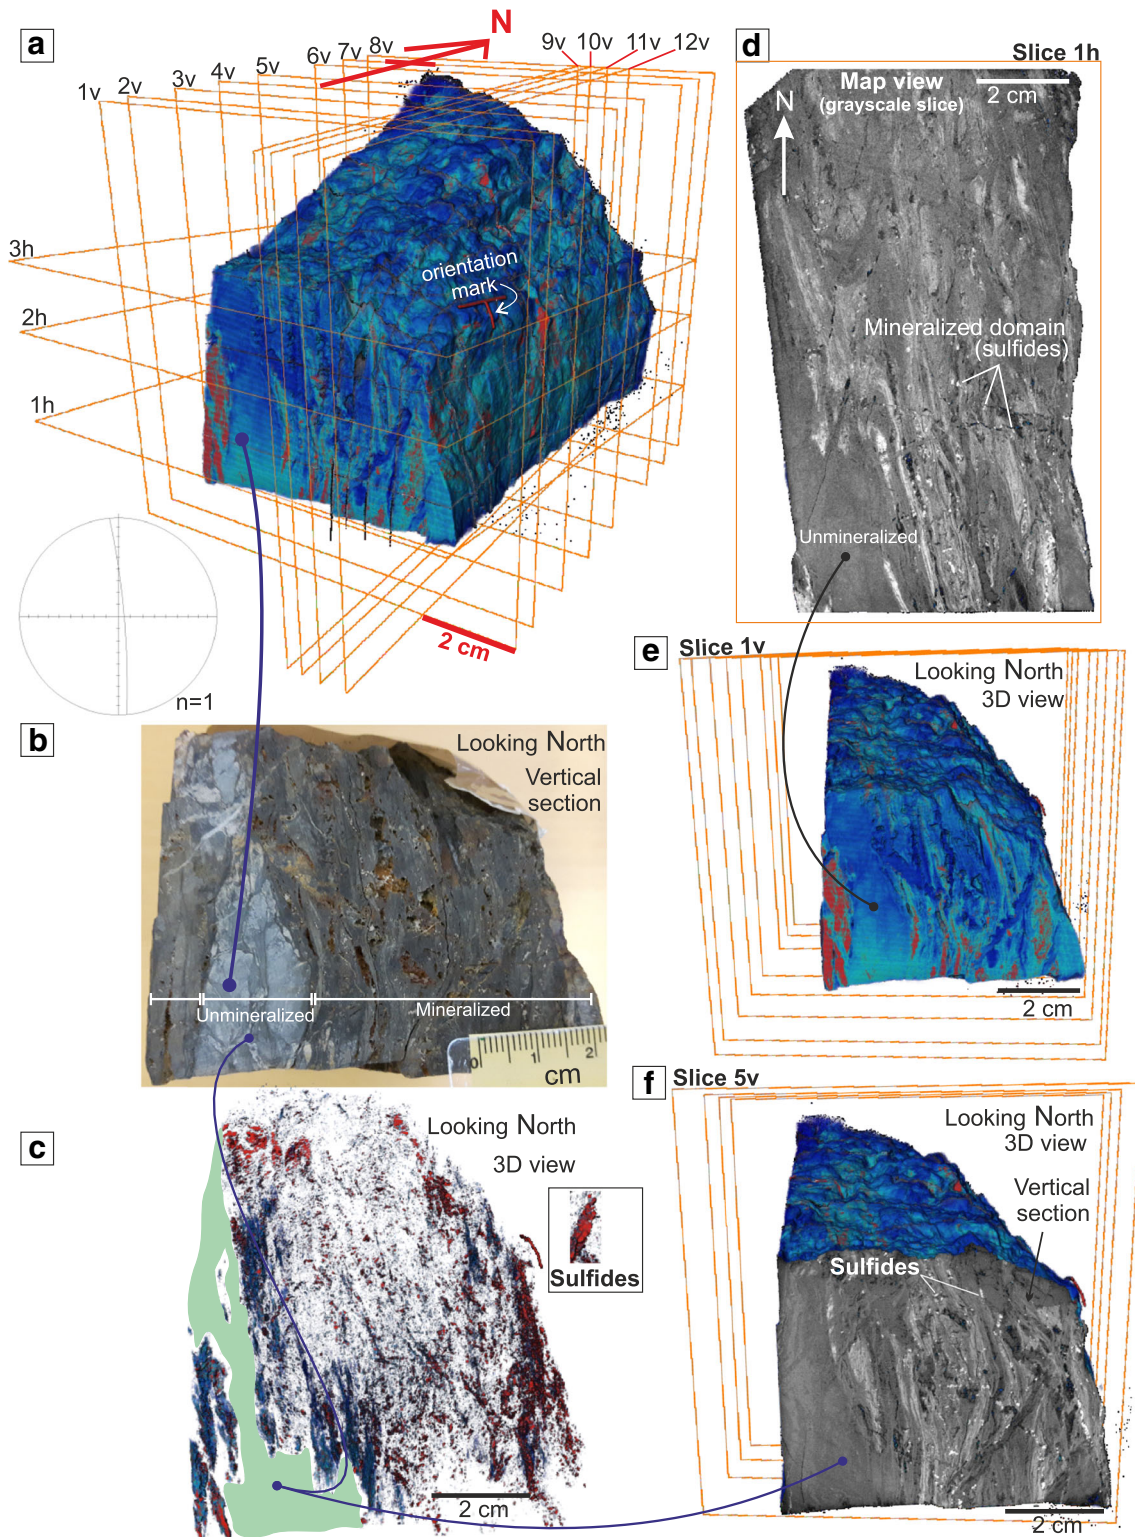 a
N
1v
2v
3v
4v
5v
6v
7v
8v
9v
10v
11v
12v
3h
2h
1h
orientation
mark
2 cm
n=1
b
Looking North
Vertical
section
Unmineralized
Mineralized
0 1 2
cm
c
Looking North
3D view
Sulfides
2 cm
d
Slice 1h
Map view
(grayscale slice)
2 cm
N
Mineralized domain
(sulfides)
Unmineralized
e
Slice 1v
Looking North
3D view
2 cm
f
Slice 5v
Looking North
3D view
Vertical
section
Sulfides
2 cm